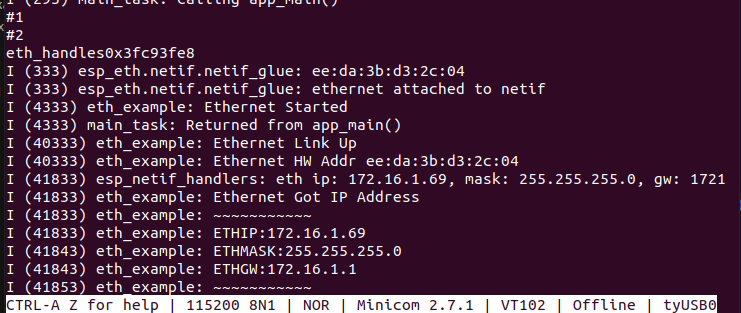 I (293) main_task: Calling app_main()
#1
#2
eth_handles0x3fc93fe8
I (333) esp_eth.netif.netif_glue: ee:da:3b:d3:2c:04
I (333) esp_eth.netif.netif_glue: ethernet attached to netif
I (4333) eth_example: Ethernet Started
I (4333) main_task: Returned from app_main()
I (40333) eth_example: Ethernet Link Up
I (40333) eth_example: Ethernet HW Addr ee:da:3b:d3:2c:04
I (41833) esp_netif_handlers: eth ip: 172.16.1.69, mask: 255.255.255.0, gw: 1721
I (41833) eth_example: Ethernet Got IP Address
I (41833) eth_example: ~~~~~~~~~~~
I (41833) eth_example: ETHIP:172.16.1.69
I (41843) eth_example: ETHMASK:255.255.255.0
I (41843) eth_example: ETHGW:172.16.1.1
I (41853) eth_example: ~~~~~~~~~~~
CTRL-A Z for help | 115200 8N1 | NOR | Minicom 2.7.1 | VT102 | Offline | tyUSB0